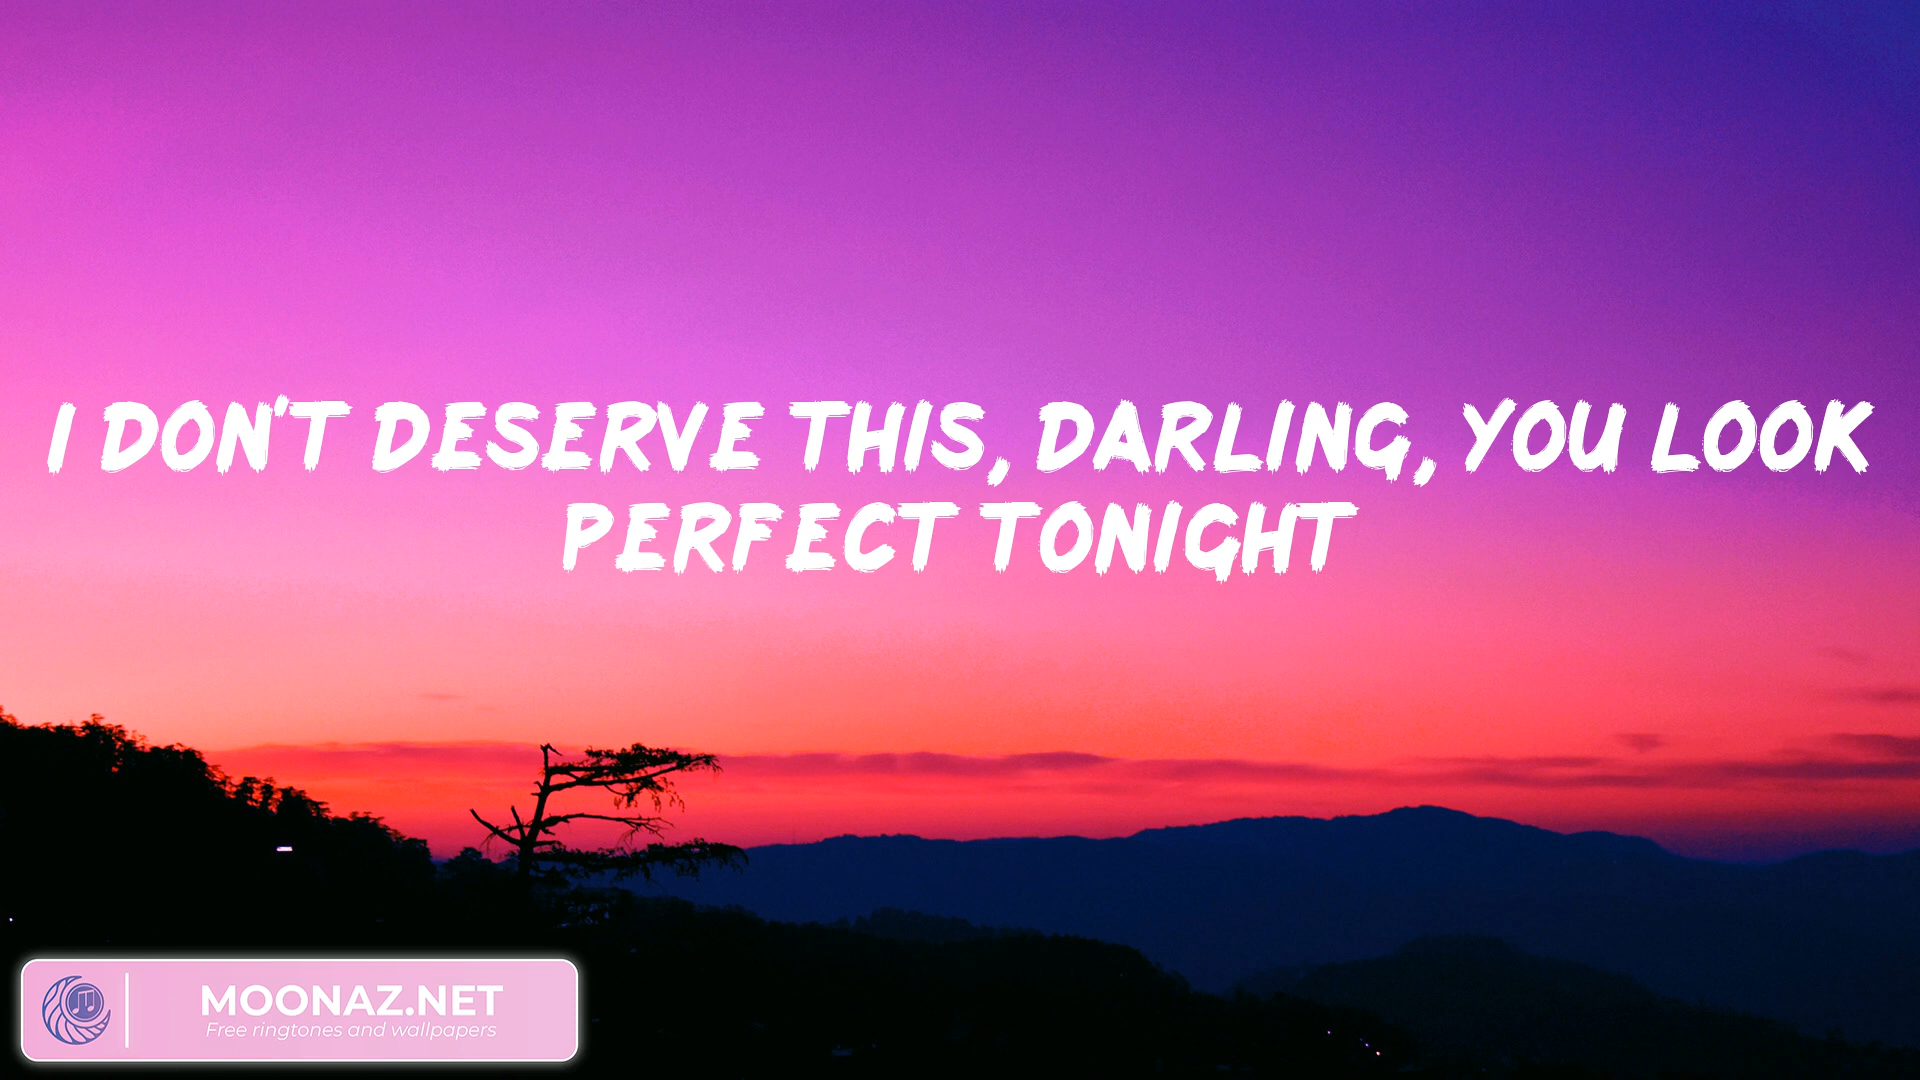 I DON'T DESERVE THIS, DARLING, YOU LOOK
PERFECT TONIGHT
MOONAZ.NET
Free ringtones and wallpapers